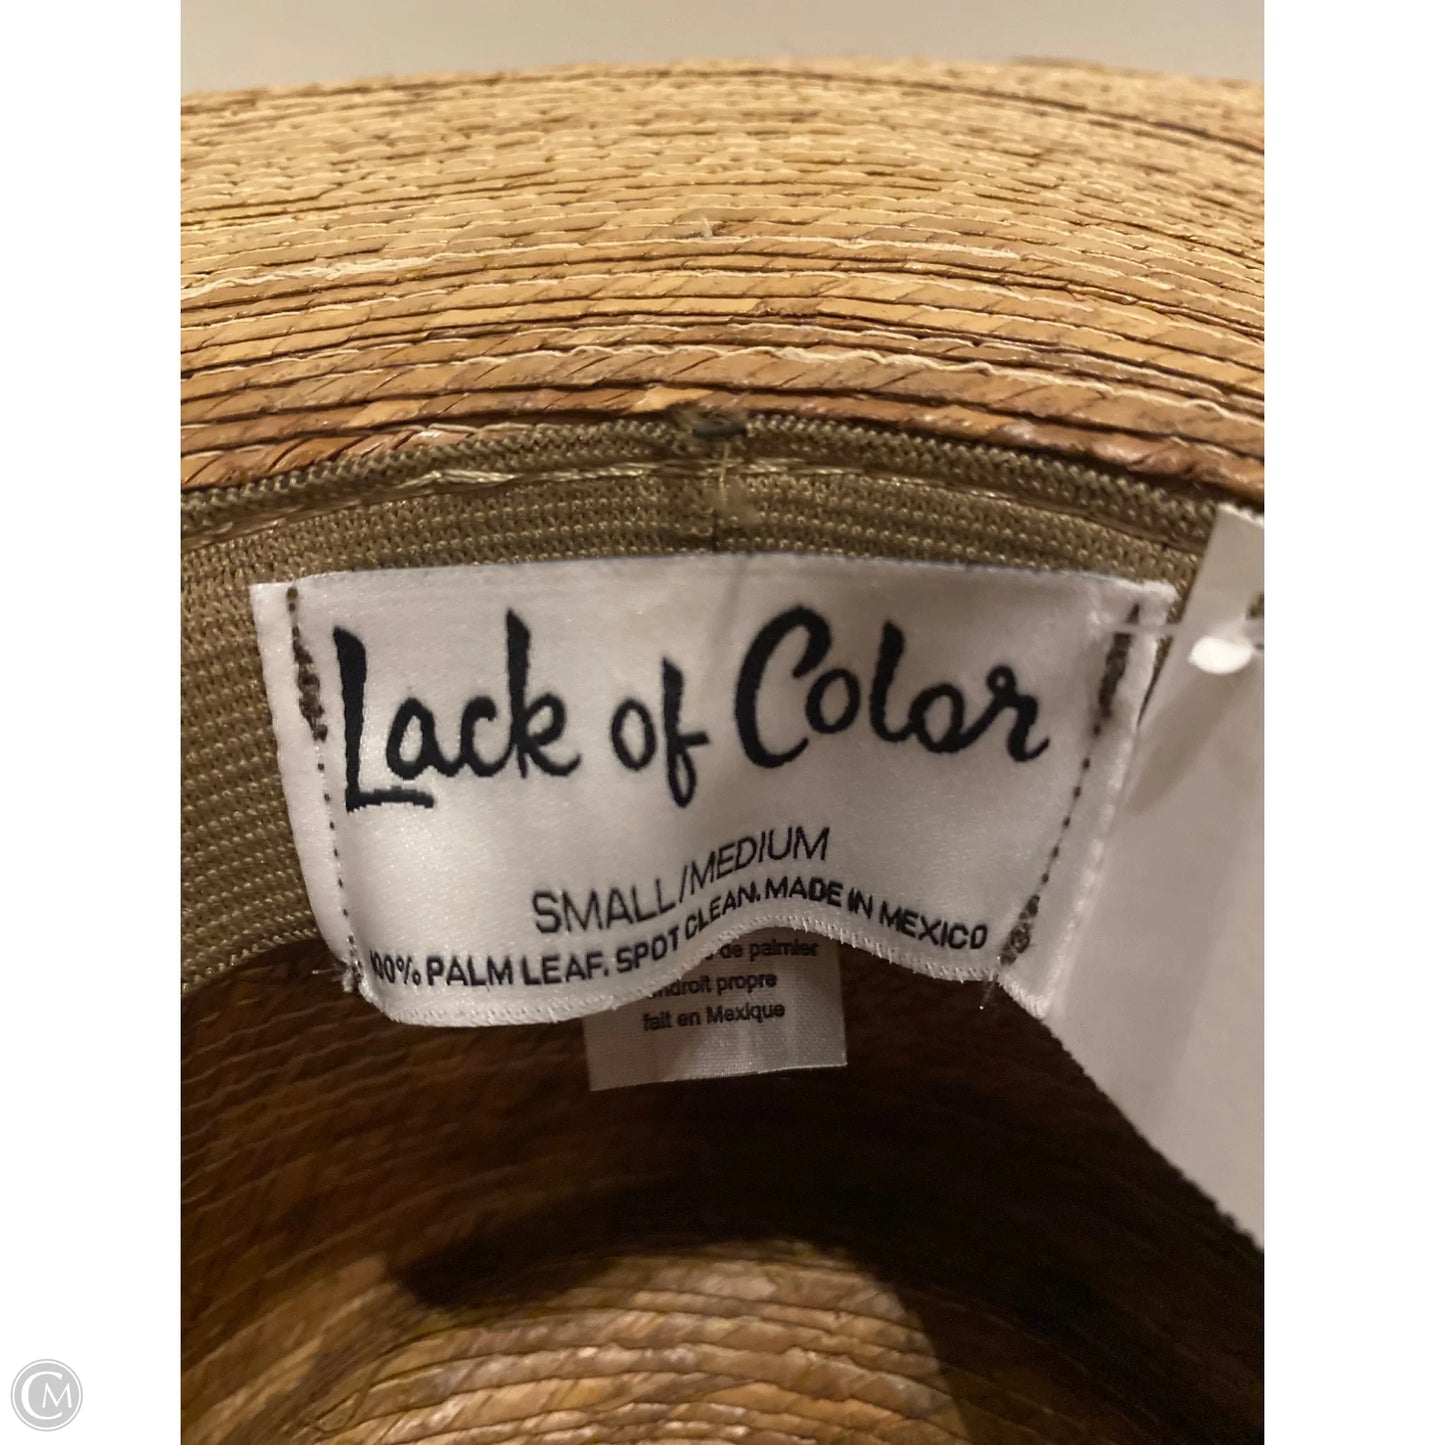 Lack of Color
SMALL/MEDIUM
100% PALM LEAF. SPOT CLEAN. MADE IN MEXICO
de palmier
propre
fait en Mexique
CM